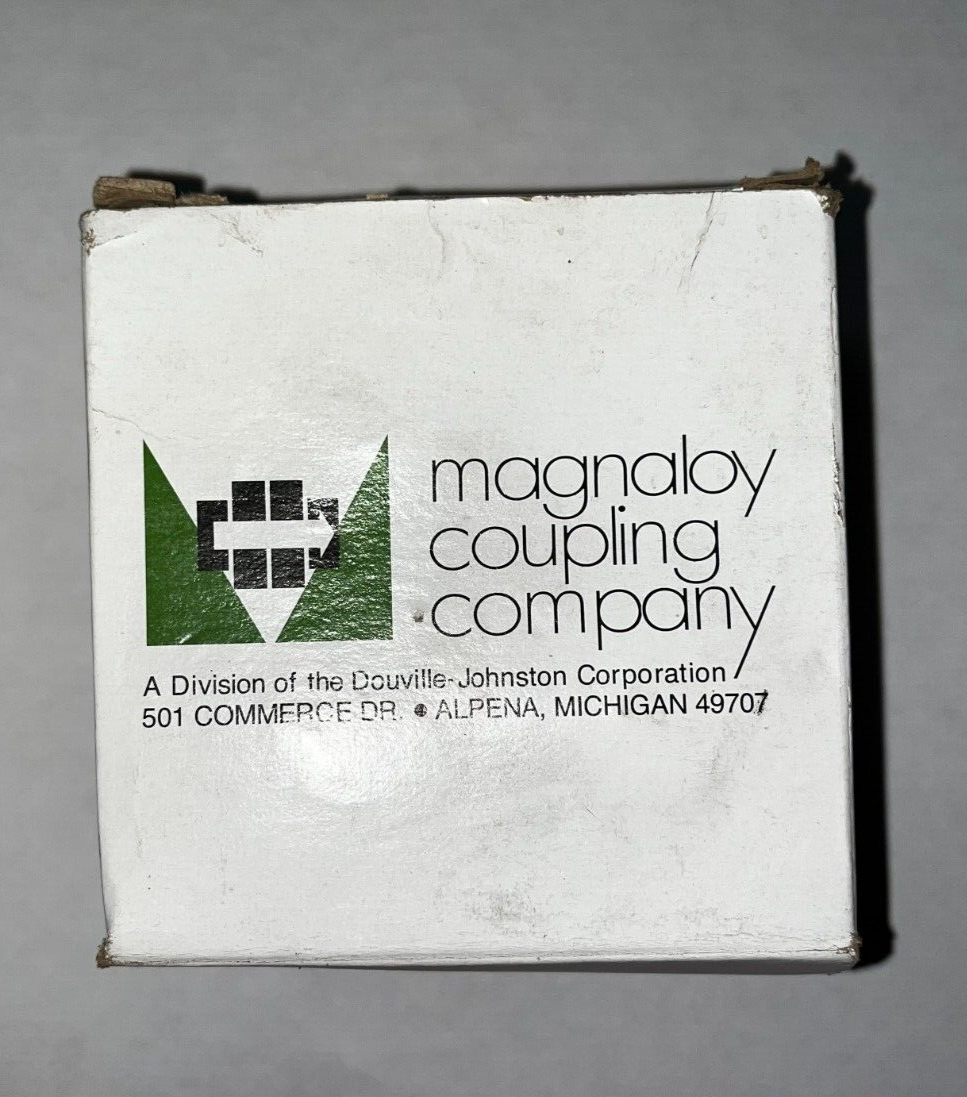 magnaloy
coupling
company
A Division of the Douville-Johnston Corporation
501 COMMERCE DR. • ALPENA, MICHIGAN 49707